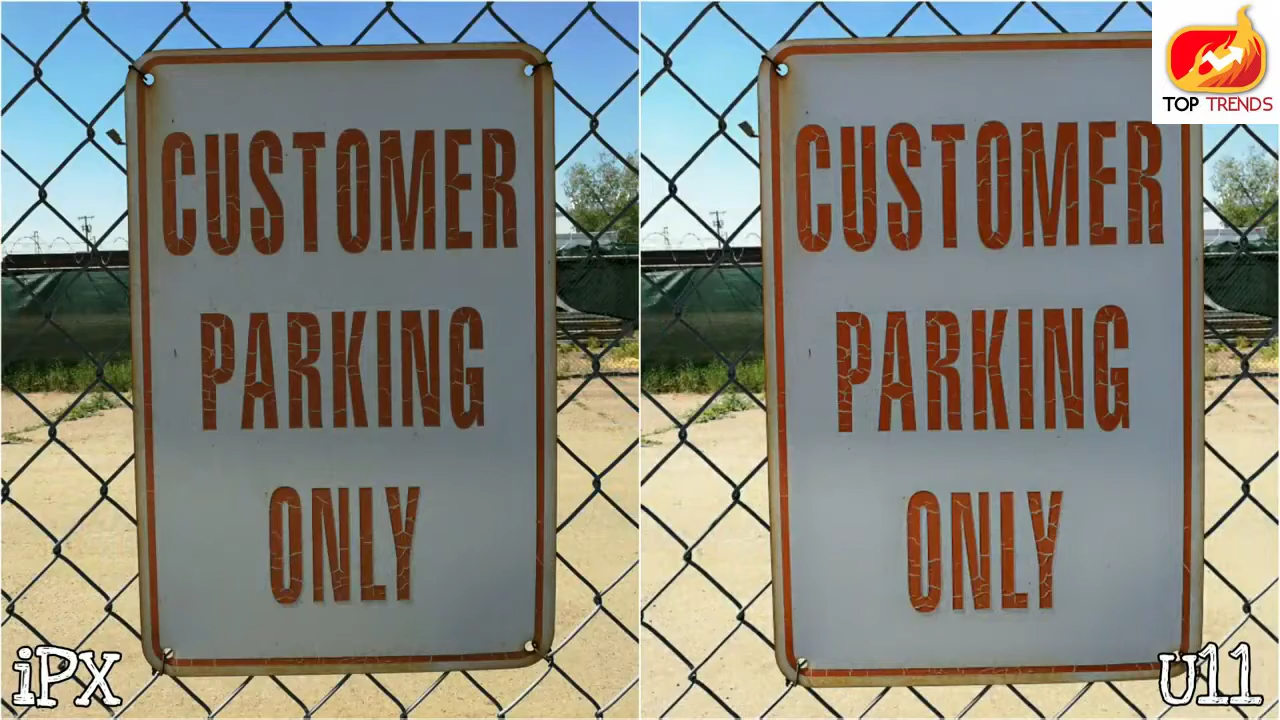 CUSTOMER
PARKING
ONLY
iPX
CUSTOMER
PARKING
ONLY
U11
TOP TRENDS